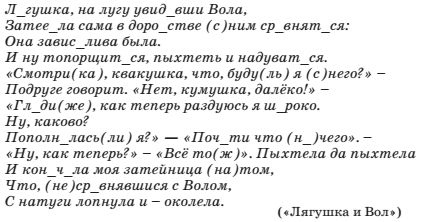 Л_гушка, на лугу увид_вши Вола,
Затее_ла сама в доро_стве (с)ним ср_внят_ся:
Она завис_лива была.
И ну топорщит_ся, пыхтеть и надуват_ся.
«Смотри(ка), квакушка, что, буду(ль) я (с)него?» –
Подруге говорит. «Нет, кумушка, далёко!» –
«Гл_ди(же), как теперь раздуюсь я ш_роко.
Ну, каково?
Пополн_лась(ли) я?» — «Поч_ти что (н_)чего». –
«Ну, как теперь?» – «Всё то(ж)». Пыхтела да пыхтела
И кон_ч_ла моя затейница (на)том,
Что, (не)ср_внявшися с Волом,
С натуги лопнула и – околела.
(«Лягушка и Вол»)